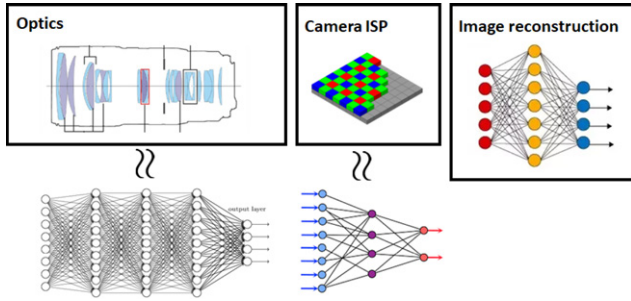 Optics
Camera ISP
Image reconstruction
output layer